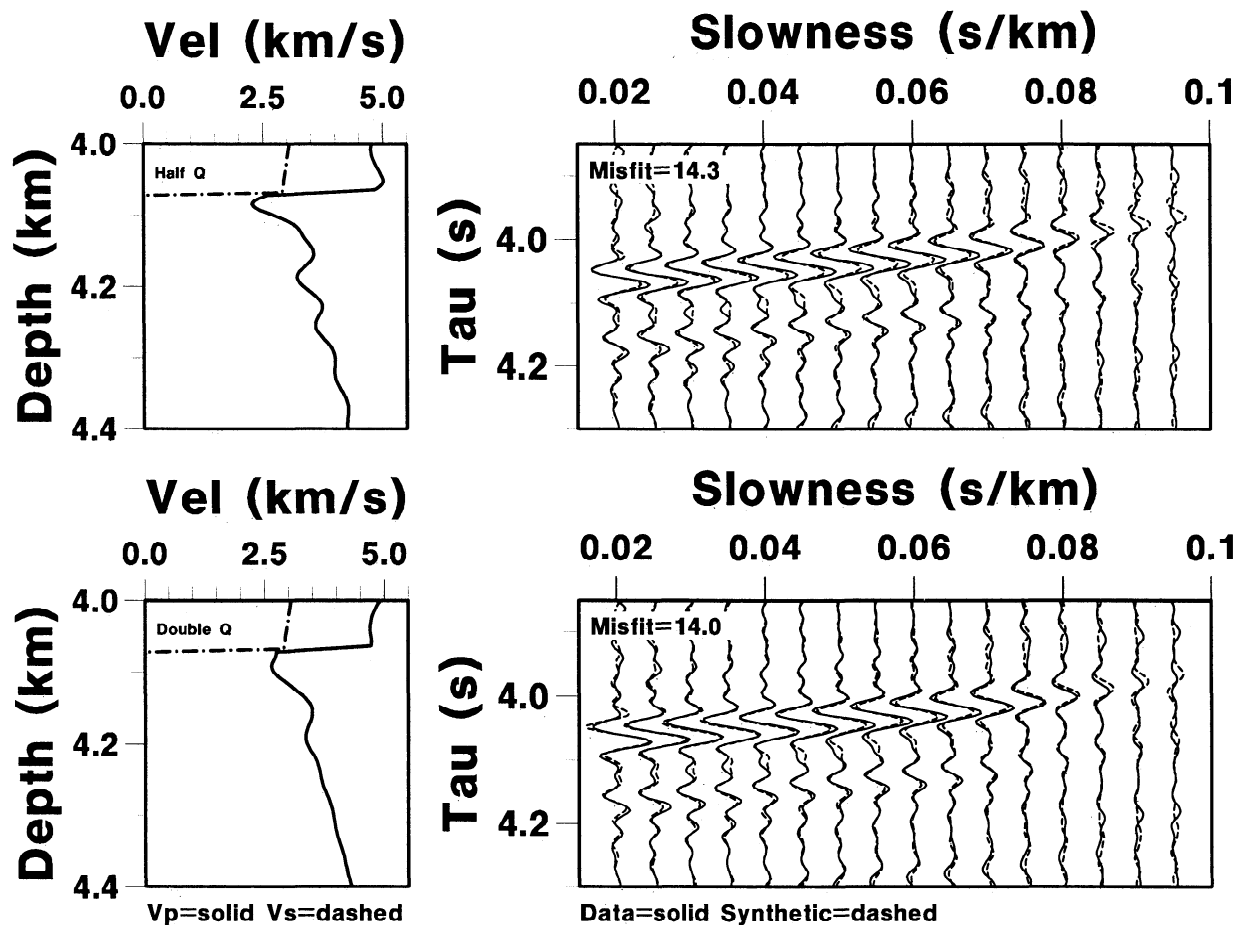 Vel (km/s)
0.0 2.5 5.0
Depth (km)
4.0
4.2
4.4
Half Q
Slowness (s/km)
0.02 0.04 0.06 0.08 0.1
Tau (s)
4.0
4.2
Misfit=14.3
Vel (km/s)
0.0 2.5 5.0
Depth (km)
4.0
4.2
4.4
Double Q
Vp=solid Vs=dashed
Slowness (s/km)
0.02 0.04 0.06 0.08 0.1
Tau (s)
4.0
4.2
Misfit=14.0
Data=solid Synthetic=dashed